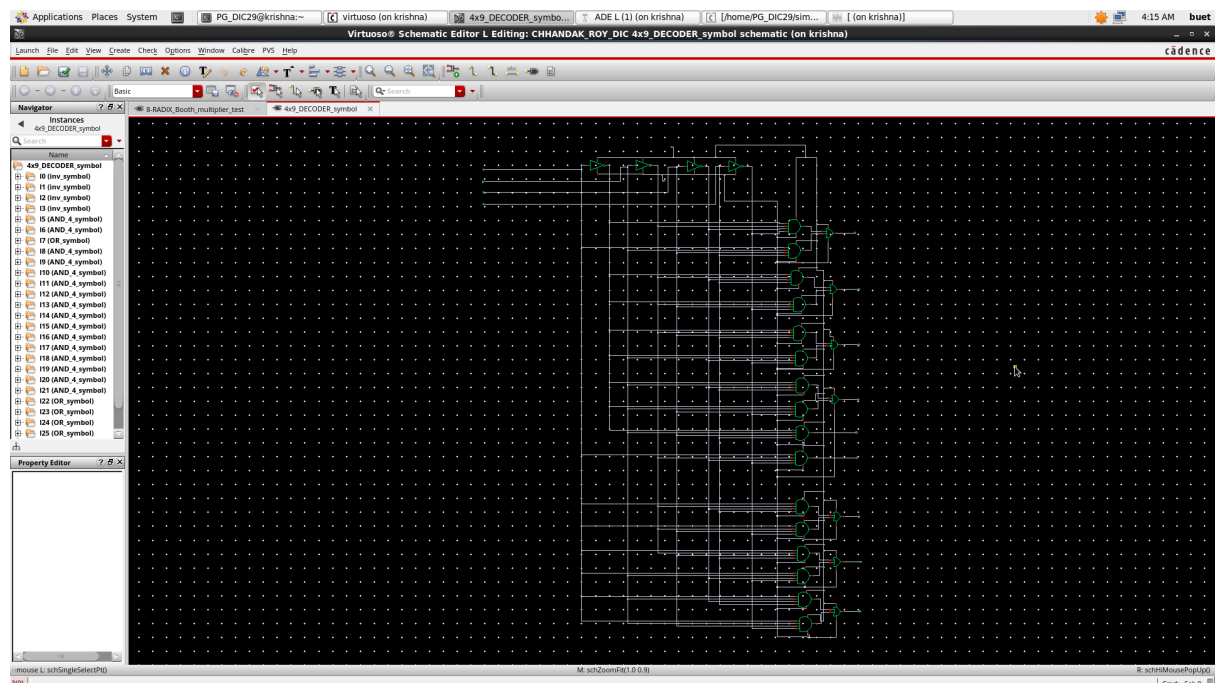 Applications Places System PG_DIC29@krishna:~ virtuoso (on krishna) 4x9_DECODER_symbo... ADE L (1) (on krishna) [/home/PG_DIC29/sim... [ (on krishna)] 4:15 AM buet
Virtuoso® Schematic Editor L Editing: CHHANDAK_ROY_DIC 4x9_DECODER_symbol schematic (on krishna)
Launch File Edit View Create Check Options Window Calibre PVS Help cādence
Basic Search
Navigator 8-RADIX_Booth_multiplier_test 4x9_DECODER_symbol
Instances
4x9_DECODER_symbol
Search
Name
4x9_DECODER_symbol
I0 (inv_symbol)
I1 (inv_symbol)
I2 (inv_symbol)
I3 (inv_symbol)
I5 (AND_4_symbol)
I6 (AND_4_symbol)
I7 (OR_symbol)
I8 (AND_4_symbol)
I9 (AND_4_symbol)
I10 (AND_4_symbol)
I11 (AND_4_symbol)
I12 (AND_4_symbol)
I13 (AND_4_symbol)
I14 (AND_4_symbol)
I15 (AND_4_symbol)
I16 (AND_4_symbol)
I17 (AND_4_symbol)
I18 (AND_4_symbol)
I19 (AND_4_symbol)
I20 (AND_4_symbol)
I21 (AND_4_symbol)
I22 (OR_symbol)
I23 (OR_symbol)
I24 (OR_symbol)
I25 (OR_symbol)
Property Editor
mouse L: schSingleSelectPt() M: schZoomFit(1.0 0.9) R: schHiMousePopUp()